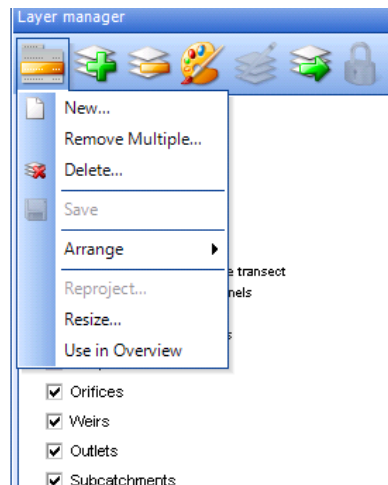 Layer manager
New...
Remove Multiple...
Delete...
Save
Arrange
e transect
Reproject...
nels
Resize...
s
Use in Overview
Orifices
Weirs
Outlets
Subcatchments